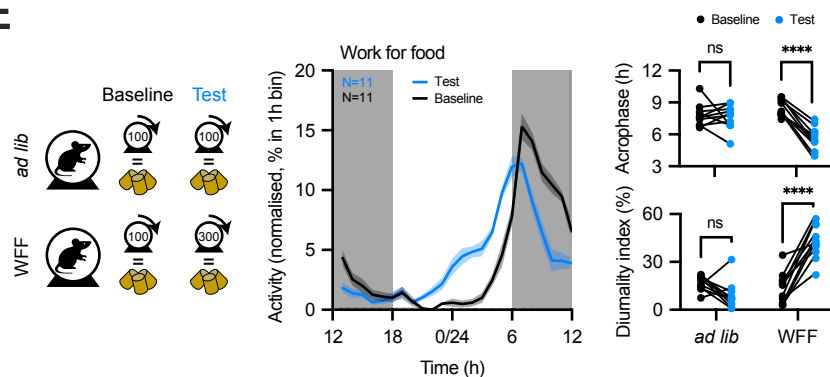 E
Baseline Test
ad lib
100 100
= =
WFF
100 300
= =
Work for food
N=11 Test
N=11 Baseline
Activity (normalised, % in 1h bin)
20
15
10
5
0
12 18 0/24 6 12
Time (h)
Baseline Test
ns ****
Acrophase (h)
12
9
6
3
ns ****
Diurnality index (%)
60
30
0
ad lib WFF